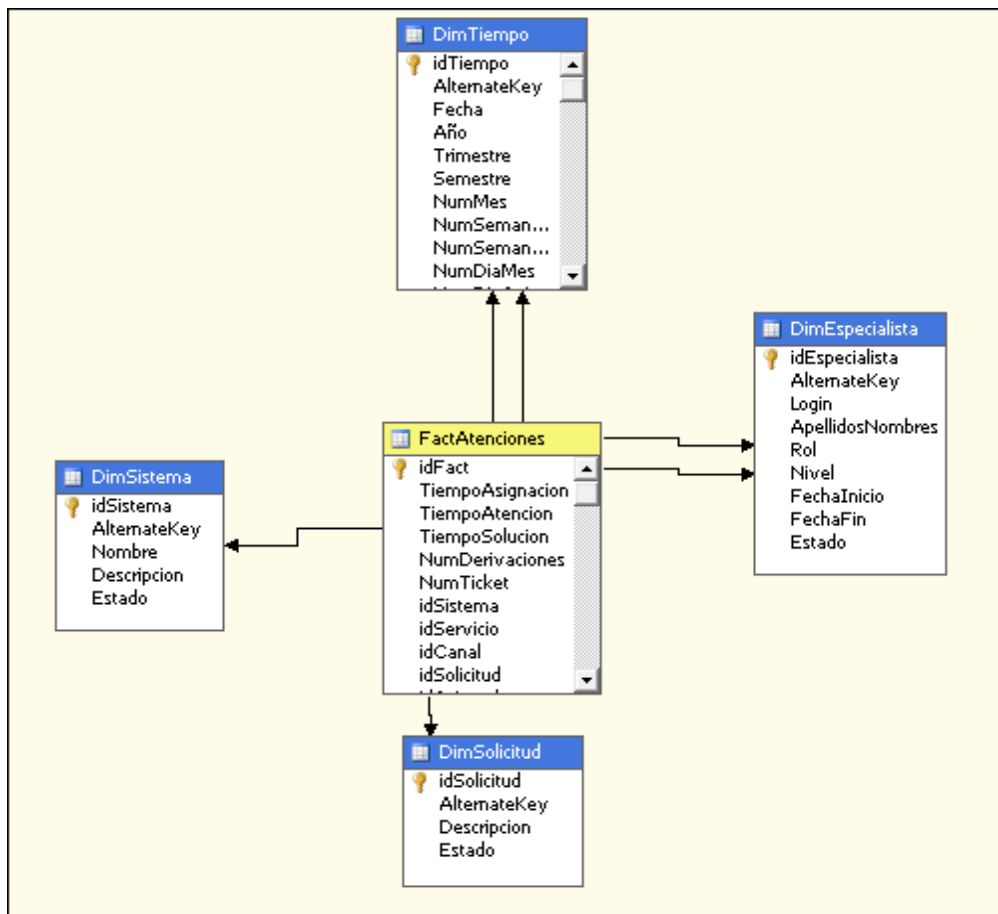 DimTiempo
idTiempo
AlternateKey
Fecha
Año
Trimestre
Semestre
NumMes
NumSeman...
NumSeman...
NumDiaMes
DimEspecialista
idEspecialista
AlternateKey
Login
ApellidosNombres
Rol
Nivel
FechaInicio
FechaFin
Estado
FactAtenciones
idFact
TiempoAsignacion
TiempoAtencion
TiempoSolucion
NumDerivaciones
NumTicket
idSistema
idServicio
idCanal
idSolicitud
DimSistema
idSistema
AlternateKey
Nombre
Descripcion
Estado
DimSolicitud
idSolicitud
AlternateKey
Descripcion
Estado